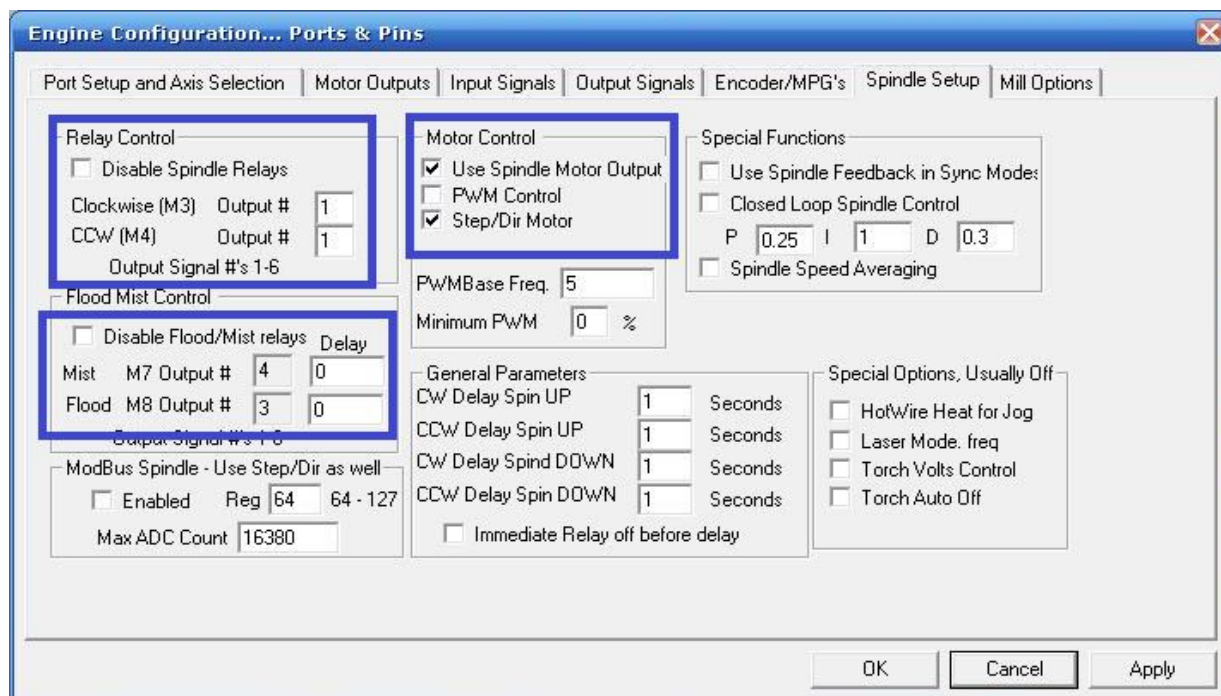 Engine Configuration... Ports & Pins
Port Setup and Axis Selection
Motor Outputs
Input Signals
Output Signals
Encoder/MPG's
Spindle Setup
Mill Options
Relay Control
Disable Spindle Relays
Clockwise (M3) Output # 1
CCW (M4) Output # 1
Output Signal #'s 1-6
Flood Mist Control
Disable Flood/Mist relays Delay
Mist M7 Output # 4 0
Flood M8 Output # 3 0
Output Signal #'s 1-6
ModBus Spindle - Use Step/Dir as well
Enabled Reg 64 64 - 127
Max ADC Count 16380
Motor Control
Use Spindle Motor Output
PWM Control
Step/Dir Motor
PWMBase Freq. 5
Minimum PWM 0 %
General Parameters
CW Delay Spin UP 1 Seconds
CCW Delay Spin UP 1 Seconds
CW Delay Spind DOWN 1 Seconds
CCW Delay Spin DOWN 1 Seconds
Immediate Relay off before delay
Special Functions
Use Spindle Feedback in Sync Modes
Closed Loop Spindle Control
P 0.25 I 1 D 0.3
Spindle Speed Averaging
Special Options, Usually Off
HotWire Heat for Jog
Laser Mode. freq
Torch Volts Control
Torch Auto Off
OK
Cancel
Apply